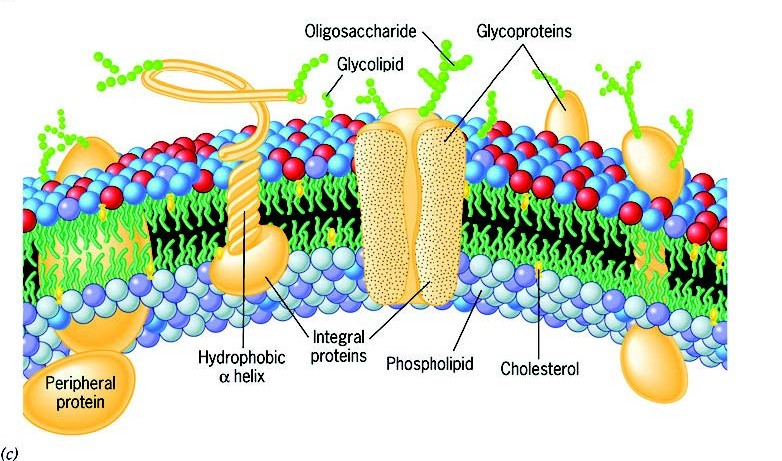 Oligosaccharide
Glycoproteins
Glycolipid
Hydrophobic
α helix
Integral
proteins
Phospholipid
Cholesterol
Peripheral
protein
(c)